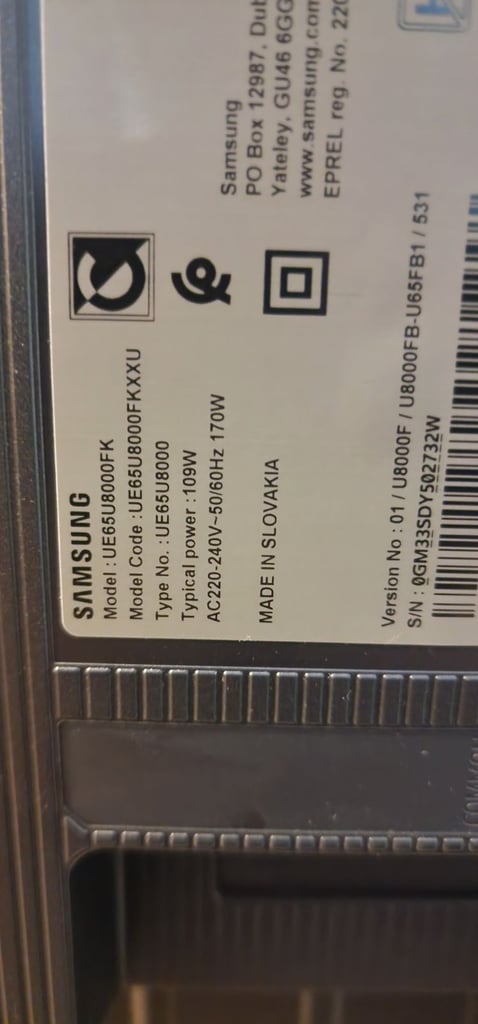 SAMSUNG
Model : UE65U8000FK
Model Code : UE65U8000FKXXU
Type No. : UE65U8000
Typical power : 109W
AC220-240V~50/60Hz 170W
MADE IN SLOVAKIA
Samsung
PO Box 12987, Dub
Yateley, GU46 6GG
www.samsung.com
EPREL reg. No. 220
Version No : 01 / U8000F / U8000FB-U65FB1 / 531
S/N : 0GM33SDY502732W